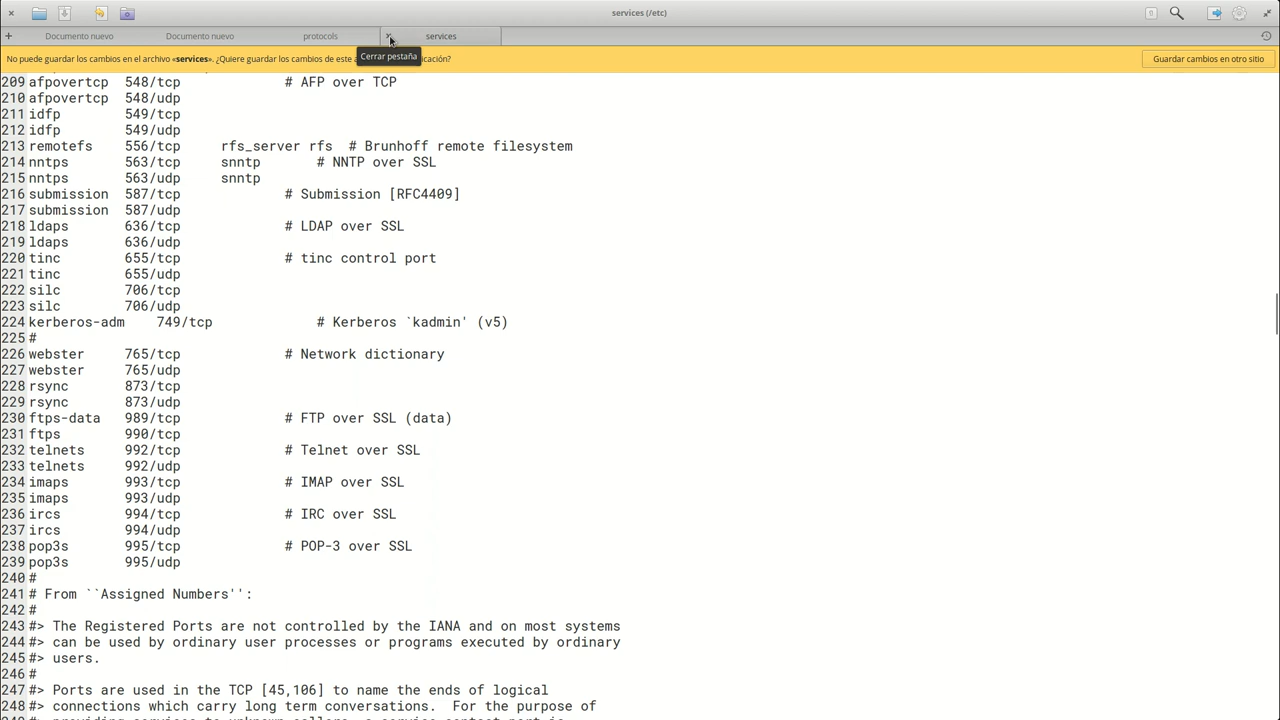 services (/etc)
Documento nuevo
Documento nuevo
protocols
services
Cerrar pestaña
No puede guardar los cambios en el archivo «services». ¿Quiere guardar los cambios de este a
icación?
Guardar cambios en otro sitio
209 afpovertcp 548/tcp # AFP over TCP
210 afpovertcp 548/udp
211 idfp 549/tcp
212 idfp 549/udp
213 remotefs 556/tcp rfs_server rfs # Brunhoff remote filesystem
214 nntps 563/tcp snntp # NNTP over SSL
215 nntps 563/udp snntp
216 submission 587/tcp # Submission [RFC4409]
217 submission 587/udp
218 ldaps 636/tcp # LDAP over SSL
219 ldaps 636/udp
220 tinc 655/tcp # tinc control port
221 tinc 655/udp
222 silc 706/tcp
223 silc 706/udp
224 kerberos-adm 749/tcp # Kerberos `kadmin' (v5)
225 #
226 webster 765/tcp # Network dictionary
227 webster 765/udp
228 rsync 873/tcp
229 rsync 873/udp
230 ftps-data 989/tcp # FTP over SSL (data)
231 ftps 990/tcp
232 telnets 992/tcp # Telnet over SSL
233 telnets 992/udp
234 imaps 993/tcp # IMAP over SSL
235 imaps 993/udp
236 ircs 994/tcp # IRC over SSL
237 ircs 994/udp
238 pop3s 995/tcp # POP-3 over SSL
239 pop3s 995/udp
240 #
241 # From ``Assigned Numbers'':
242 #
243 #> The Registered Ports are not controlled by the IANA and on most systems
244 #> can be used by ordinary user processes or programs executed by ordinary
245 #> users.
246 #
247 #> Ports are used in the TCP [45,106] to name the ends of logical
248 #> connections which carry long term conversations.  For the purpose of